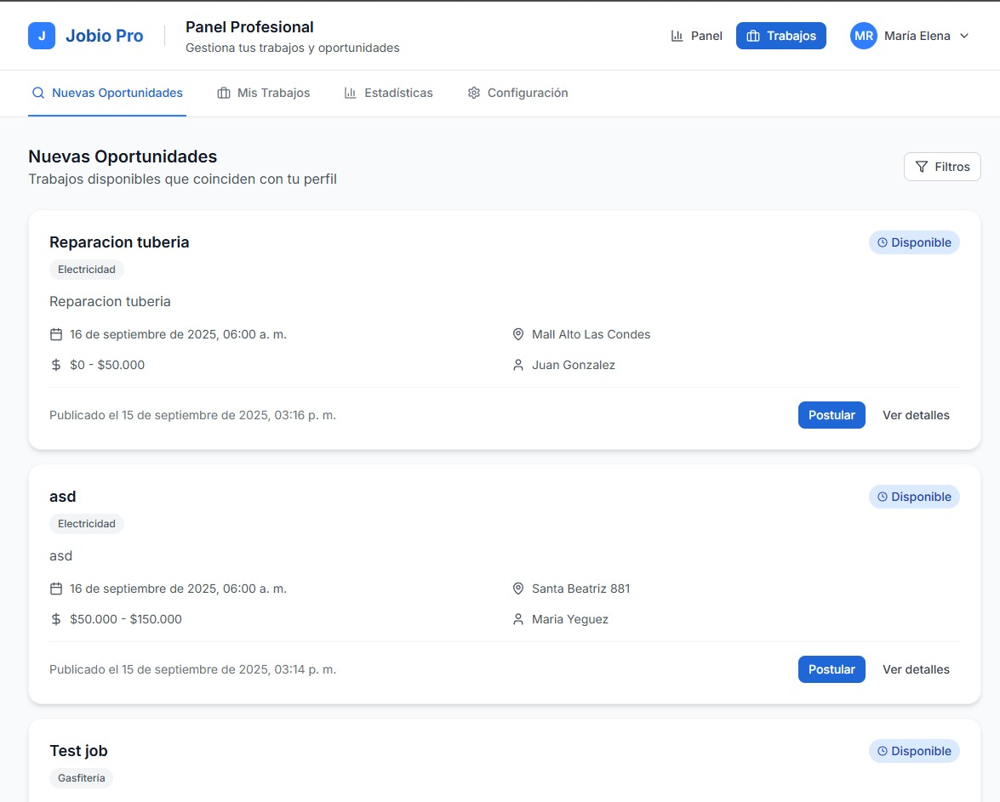 J Jobio Pro
Panel Profesional
Gestiona tus trabajos y oportunidades
Panel
Trabajos
MR María Elena
Nuevas Oportunidades
Mis Trabajos
Estadísticas
Configuración
Nuevas Oportunidades
Trabajos disponibles que coinciden con tu perfil
Filtros
Reparacion tuberia
Disponible
Electricidad
Reparacion tuberia
16 de septiembre de 2025, 06:00 a. m.
Mall Alto Las Condes
$0 - $50.000
Juan Gonzalez
Publicado el 15 de septiembre de 2025, 03:16 p. m.
Postular
Ver detalles
asd
Disponible
Electricidad
asd
16 de septiembre de 2025, 06:00 a. m.
Santa Beatriz 881
$50.000 - $150.000
Maria Yeguez
Publicado el 15 de septiembre de 2025, 03:14 p. m.
Postular
Ver detalles
Test job
Disponible
Gasfitería